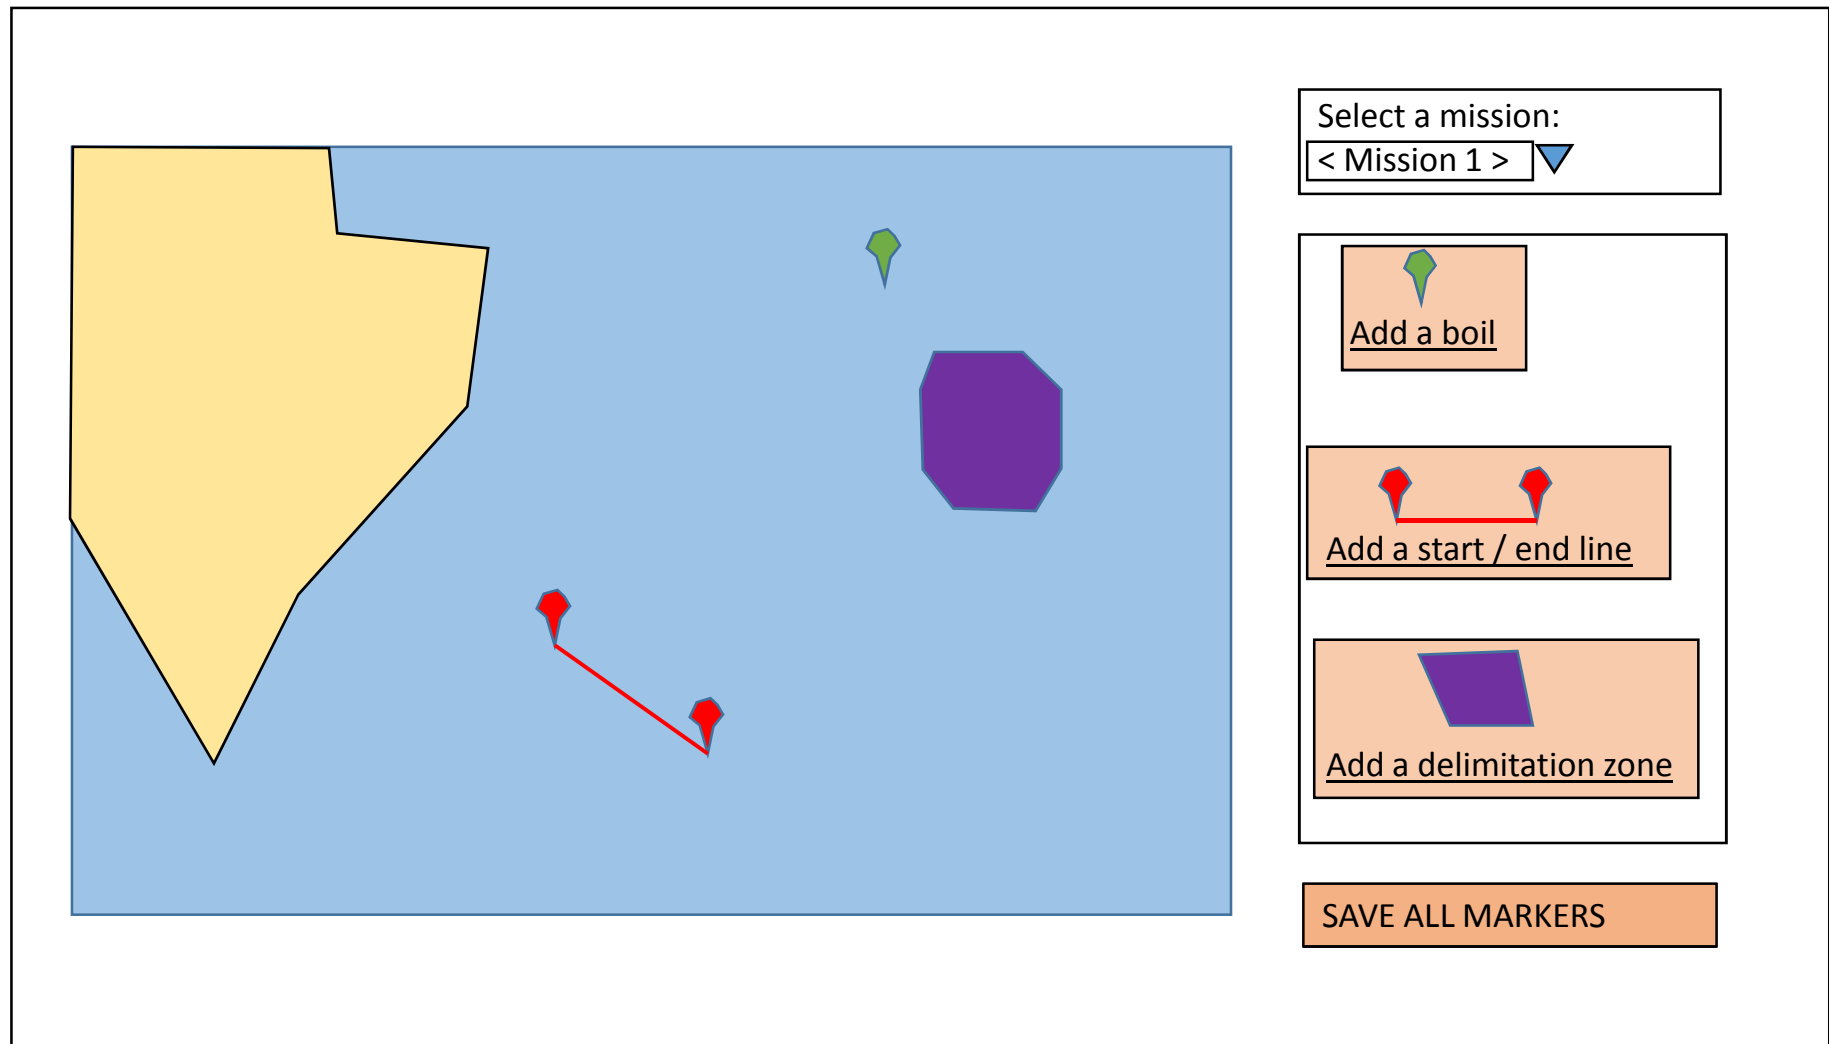 Select a mission:
< Mission 1 >
Add a boil
Add a start / end line
Add a delimitation zone
SAVE ALL MARKERS